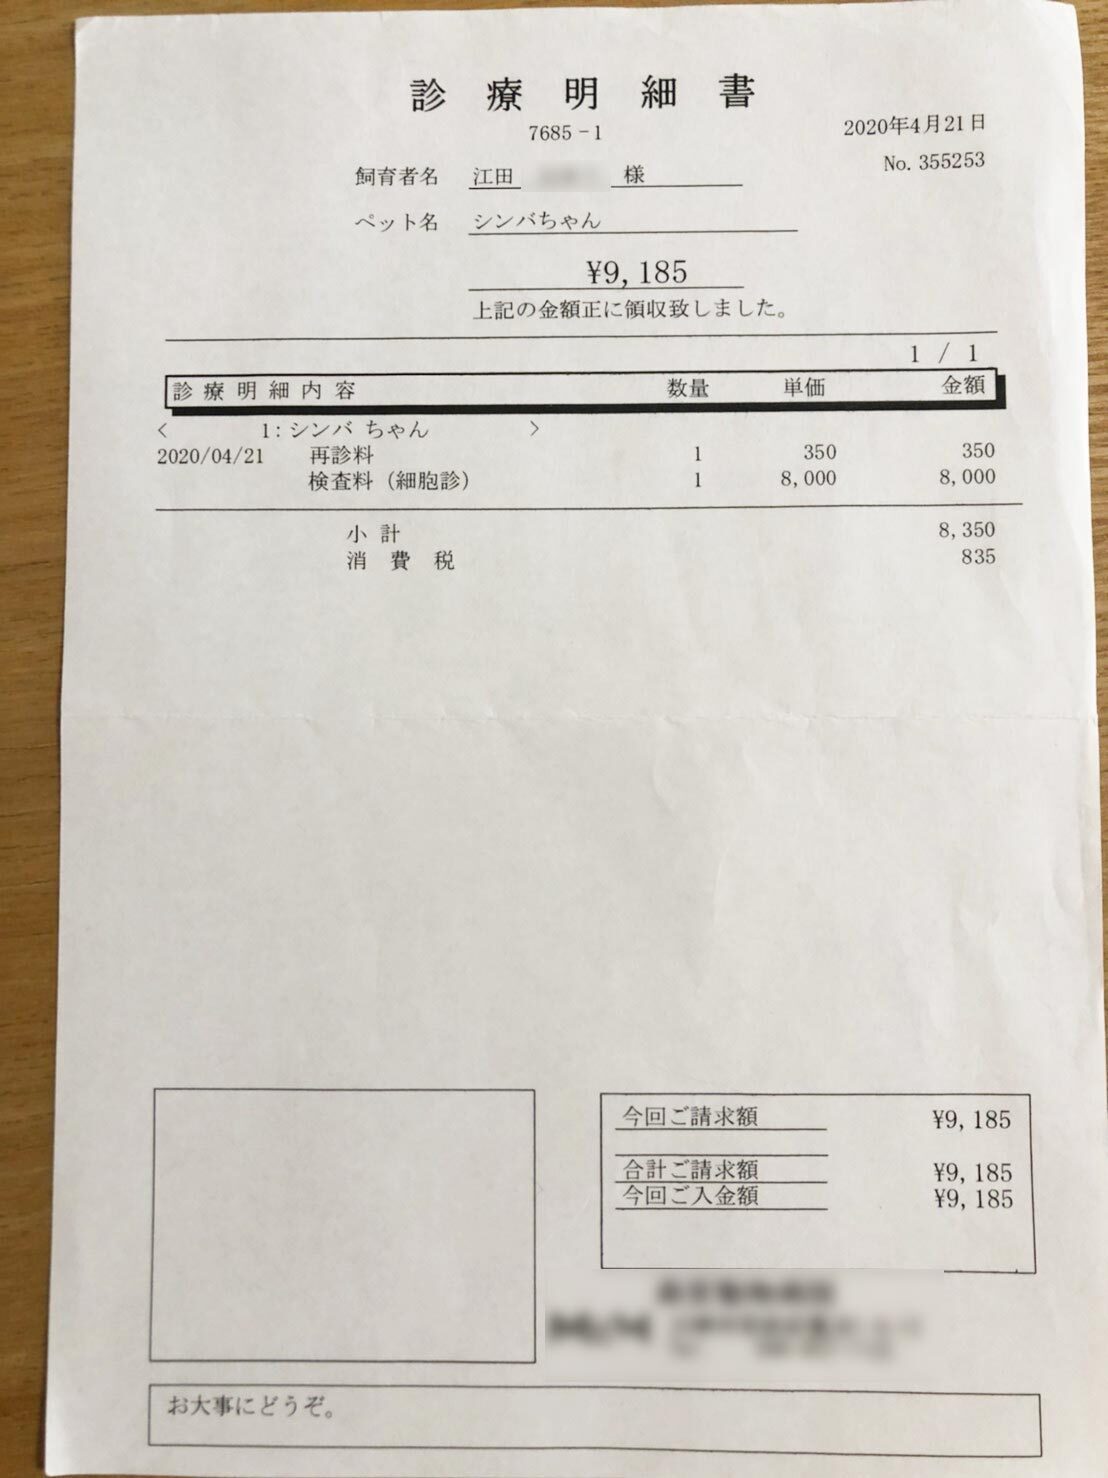 診療明細書
7685-1
2020年4月21日
No. 355253
飼育者名 江田 様
ペット名 シンバちゃん
¥9,185
上記の金額正に領収致しました。
1 / 1
診療明細内容 数量 単価 金額
< 1:シンバ ちゃん >
2020/04/21 再診料 1 350 350
検査料（細胞診） 1 8,000 8,000
小計 8,350
消費税 835
今回ご請求額 ¥9,185
合計ご請求額 ¥9,185
今回ご入金額 ¥9,185
お大事にどうぞ。